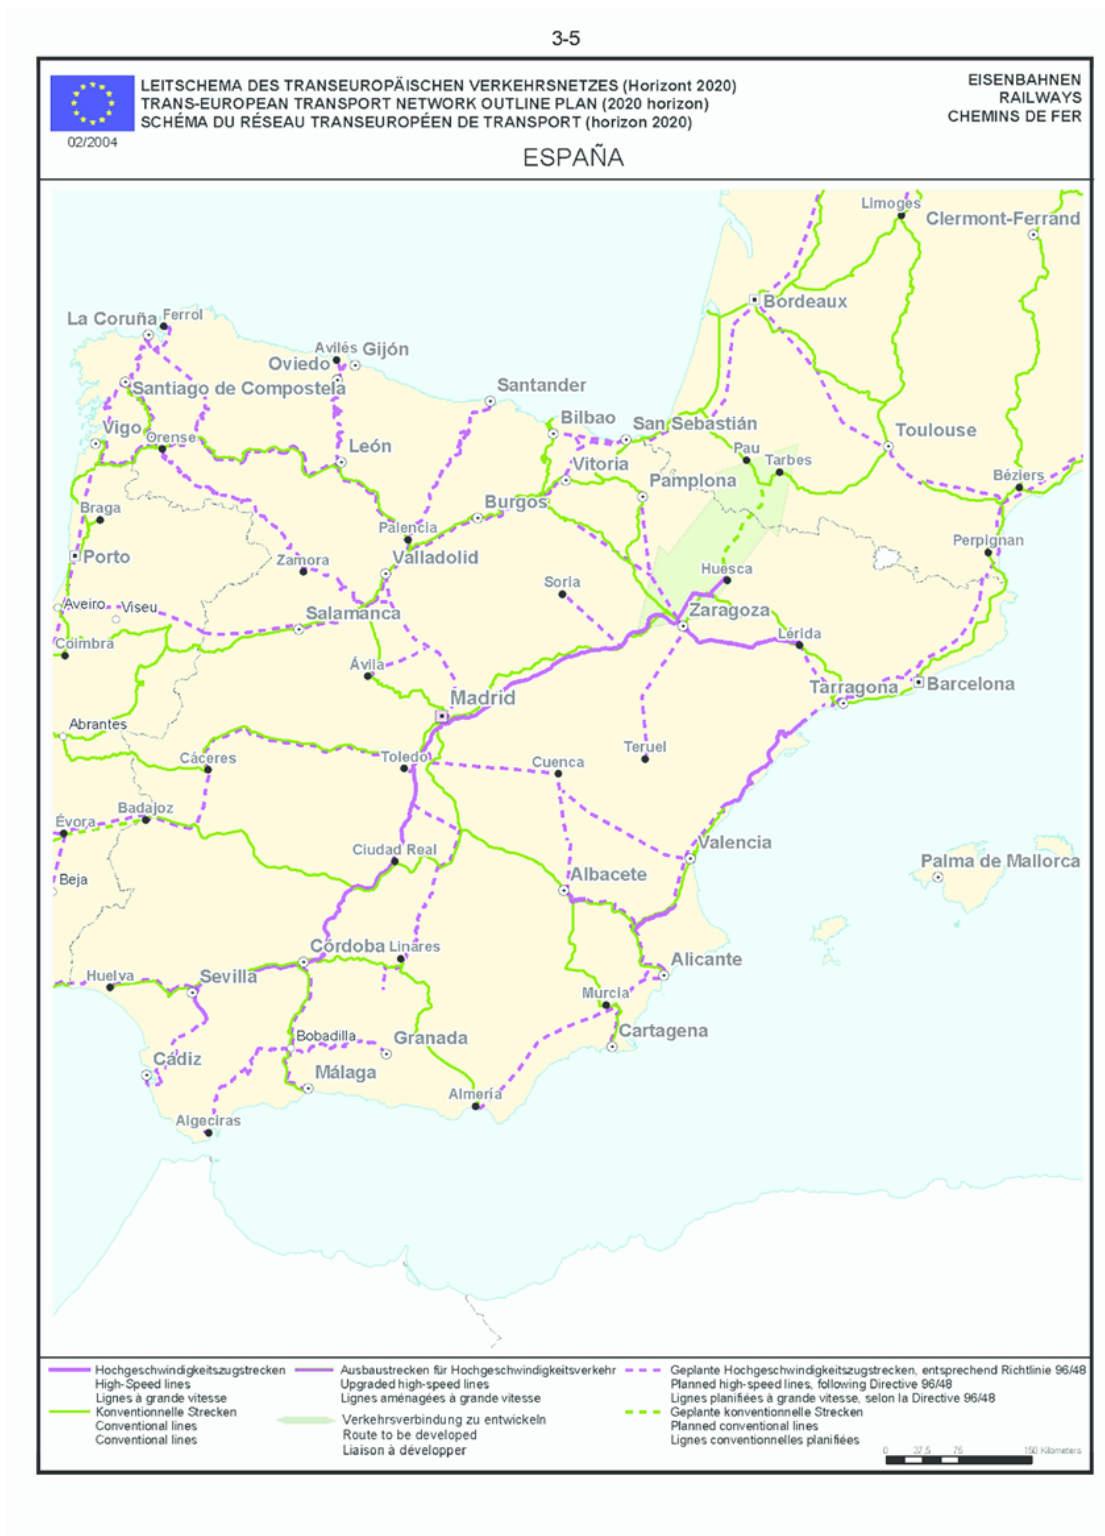 3-5
LEITSCHEMA DES TRANSEUROPÄISCHEN VERKEHRSNETZES (Horizont 2020)
TRANS-EUROPEAN TRANSPORT NETWORK OUTLINE PLAN (2020 horizon)
SCHÉMA DU RÉSEAU TRANSEUROPÉEN DE TRANSPORT (horizon 2020)
EISENBAHNEN
RAILWAYS
CHEMINS DE FER
02/2004
ESPAÑA
Limoges
Clermont-Ferrand
Bordeaux
La Coruña
Ferrol
Avilés
Gijón
Oviedo
Santiago de Compostela
Santander
Bilbao
San Sebastián
Vigo
Orense
León
Vitoria
Pau
Tarbes
Toulouse
Pamplona
Béziers
Burgos
Braga
Palencia
Perpignan
Porto
Zamora
Valladolid
Soria
Huesca
Aveiro
Viseu
Salamanca
Zaragoza
Coimbra
Lérida
Ávila
Madrid
Tarragona
Barcelona
Abrantes
Cáceres
Toledo
Cuenca
Teruel
Badajoz
Évora
Ciudad Real
Valencia
Palma de Mallorca
Beja
Albacete
Córdoba
Linares
Alicante
Huelva
Sevilla
Murcia
Cartagena
Bobadilla
Granada
Cádiz
Málaga
Almería
Algeciras
Hochgeschwindigkeitszugstrecken
High-Speed lines
Lignes à grande vitesse
Konventionnelle Strecken
Conventional lines
Conventional lines
Ausbaustrecken für Hochgeschwindigkeitsverkehr
Upgraded high-speed lines
Lignes aménagées à grande vitesse
Verkehrsverbindung zu entwickeln
Route to be developed
Liaison à développer
Geplante Hochgeschwindigkeitszugstrecken, entsprechend Richtlinie 96/48
Planned high-speed lines, following Directive 96/48
Lignes planifiées à grande vitesse, selon la Directive 96/48
Geplante konventionelle Strecken
Planned conventional lines
Lignes conventionnelles planifiées
0 37,5 75 150 Kilometers